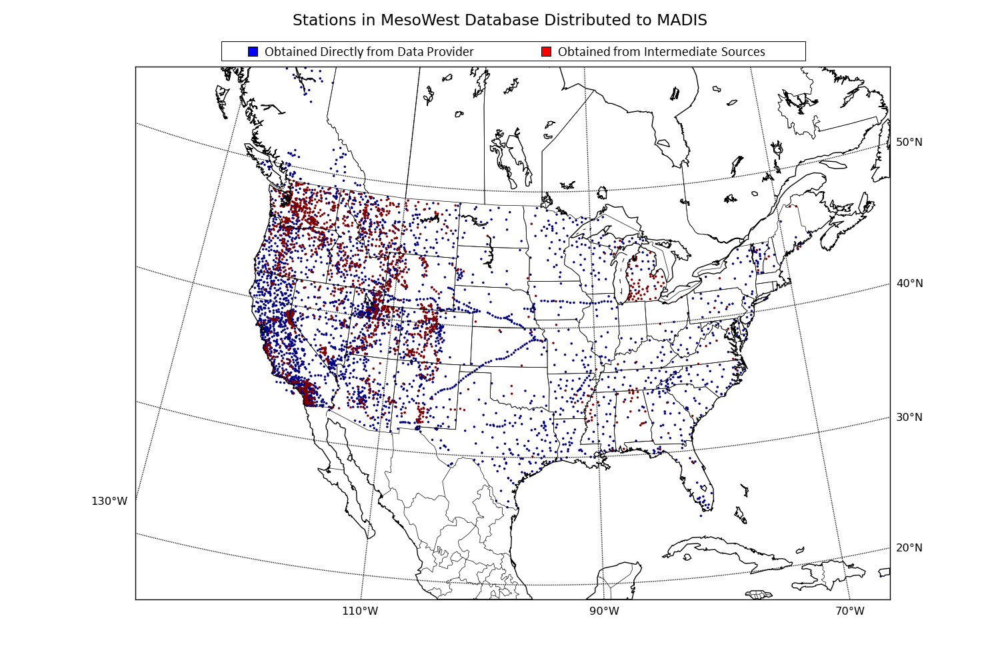 Stations in MesoWest Database Distributed to MADIS
Obtained Directly from Data Provider
Obtained from Intermediate Sources
50°N
40°N
30°N
130°W
20°N
110°W
90°W
70°W